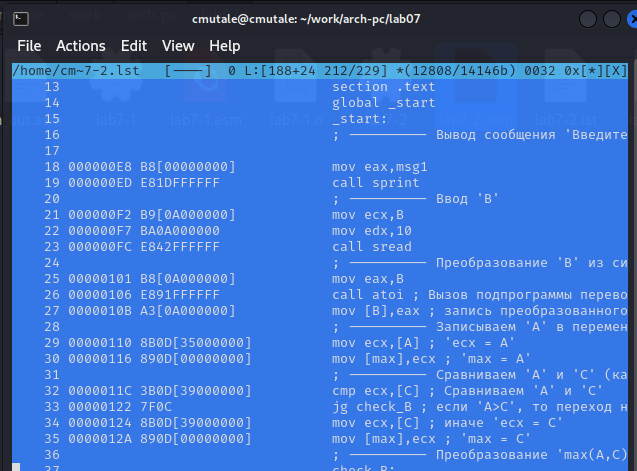 cmutale@cmutale: ~/work/arch-pc/lab07
File Actions Edit View Help
/home/cm~7-2.lst [----] 0 L:[188+24 212/229] *(12808/14146b) 0032 0x[*][X]
13 section .text
14 global _start
15 _start:
16 ; ---------- Вывод сообщения 'Введите
17
18 000000E8 B8[00000000] mov eax,msg1
19 000000ED E81DFFFFFF call sprint
20 ; ---------- Ввод 'B'
21 000000F2 B9[0A000000] mov ecx,B
22 000000F7 BA0A000000 mov edx,10
23 000000FC E842FFFFFF call sread
24 ; ---------- Преобразование 'B' из си
25 00000101 B8[0A000000] mov eax,B
26 00000106 E891FFFFFF call atoi ; Вызов подпрограммы перево
27 0000010B A3[0A000000] mov [B],eax ; запись преобразованного
28 ; ---------- Записываем 'A' в перемен
29 00000110 8B0D[35000000] mov ecx,[A] ; 'ecx = A'
30 00000116 890D[00000000] mov [max],ecx ; 'max = A'
31 ; ---------- Сравниваем 'A' и 'C' (ка
32 0000011C 3B0D[39000000] cmp ecx,[C] ; Сравниваем 'A' и 'C'
33 00000122 7F0C jg check_B ; если 'A>C', то переход н
34 00000124 8B0D[39000000] mov ecx,[C] ; иначе 'ecx = C'
35 0000012A 890D[00000000] mov [max],ecx ; 'max = C'
36 ; ---------- Преобразование 'max(A,C)
37 check_B: